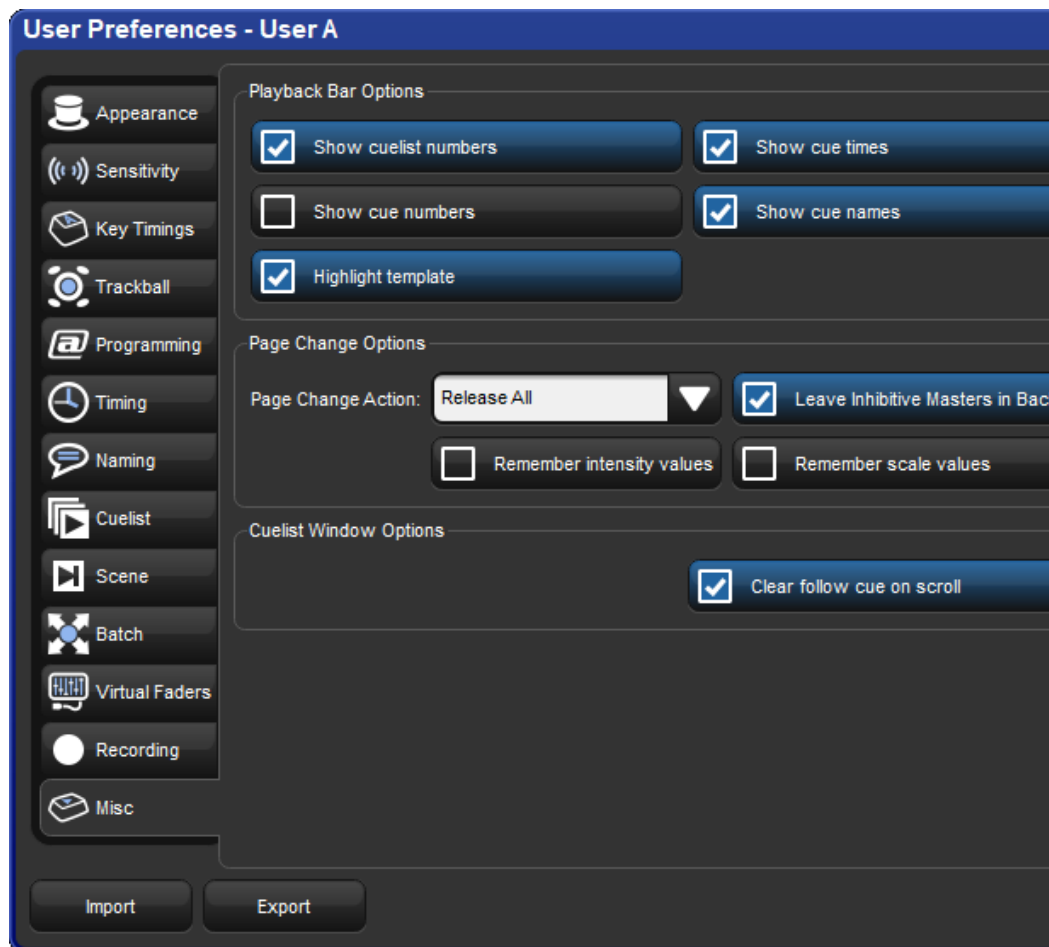 User Preferences - User A
Appearance
Sensitivity
Key Timings
Trackball
Programming
Timing
Naming
Cuelist
Scene
Batch
Virtual Faders
Recording
Misc
Playback Bar Options
Show cuelist numbers
Show cue times
Show cue numbers
Show cue names
Highlight template
Page Change Options
Page Change Action: Release All
Leave Inhibitive Masters in Bac
Remember intensity values
Remember scale values
Cuelist Window Options
Clear follow cue on scroll
Import
Export